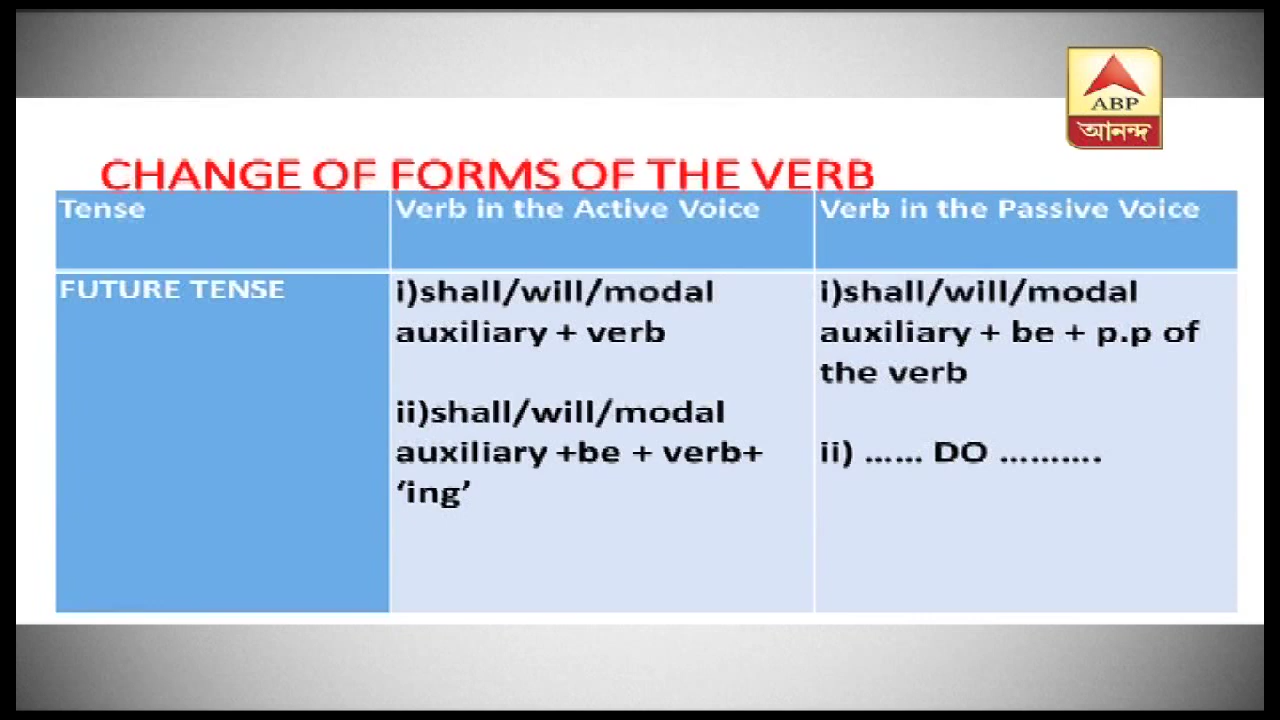 ABP
আনন্দ
CHANGE OF FORMS OF THE VERB
Tense
Verb in the Active Voice
Verb in the Passive Voice
FUTURE TENSE
i)shall/will/modal
auxiliary + verb
ii)shall/will/modal
auxiliary +be + verb+
‘ing’
i)shall/will/modal
auxiliary + be + p.p of
the verb
ii) ...... DO ..........